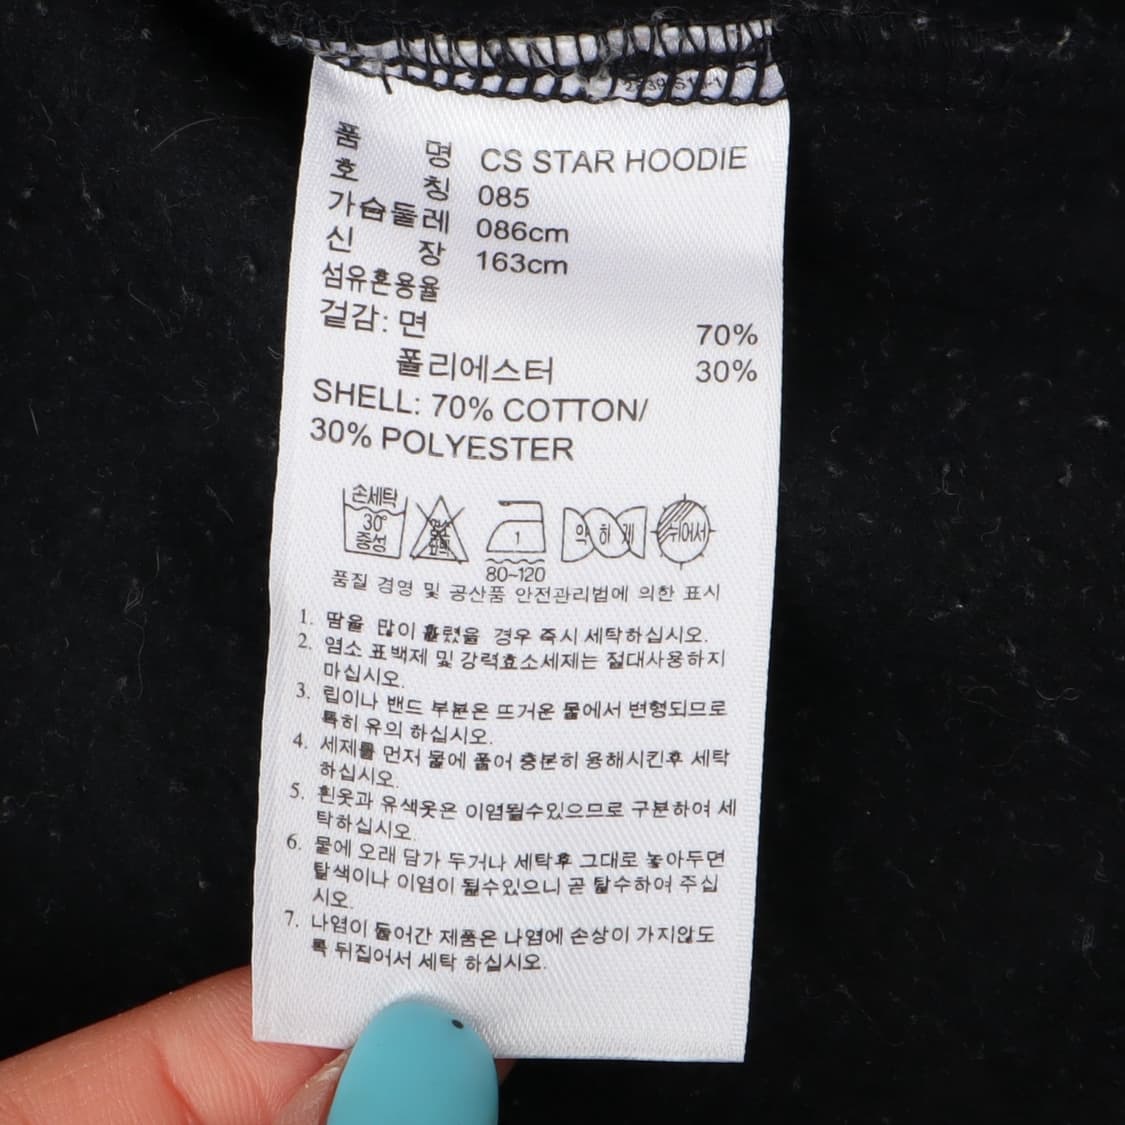 품 명 CS STAR HOODIE
호 칭 085
가슴둘레 086cm
신 장 163cm
섬유혼용율
겉감: 면 70%
폴리에스터 30%
SHELL: 70% COTTON/
30% POLYESTER
손세탁
30°
중성
1
약 하 게
쉬어서
80~120
품질 경영 및 공산품 안전관리법에 의한 표시
1. 땀을 많이 흘렸을 경우 즉시 세탁하십시오.
2. 염소 표백제 및 강력효소세제는 절대사용하지
마십시오.
3. 립이나 밴드 부분은 뜨거운 물에서 변형되므로
특히 유의 하십시오.
4. 세제를 먼저 물에 풀어 충분히 용해시킨후 세탁
하십시오.
5. 흰옷과 유색옷은 이염될수있으므로 구분하여 세
탁하십시오.
6. 물에 오래 담가 두거나 세탁후 그대로 놓아두면
탈색이나 이염이 될수있으니 곧 탈수하여 주십
시오.
7. 나염이 들어간 제품은 나염에 손상이 가지않도
록 뒤집어서 세탁 하십시오.